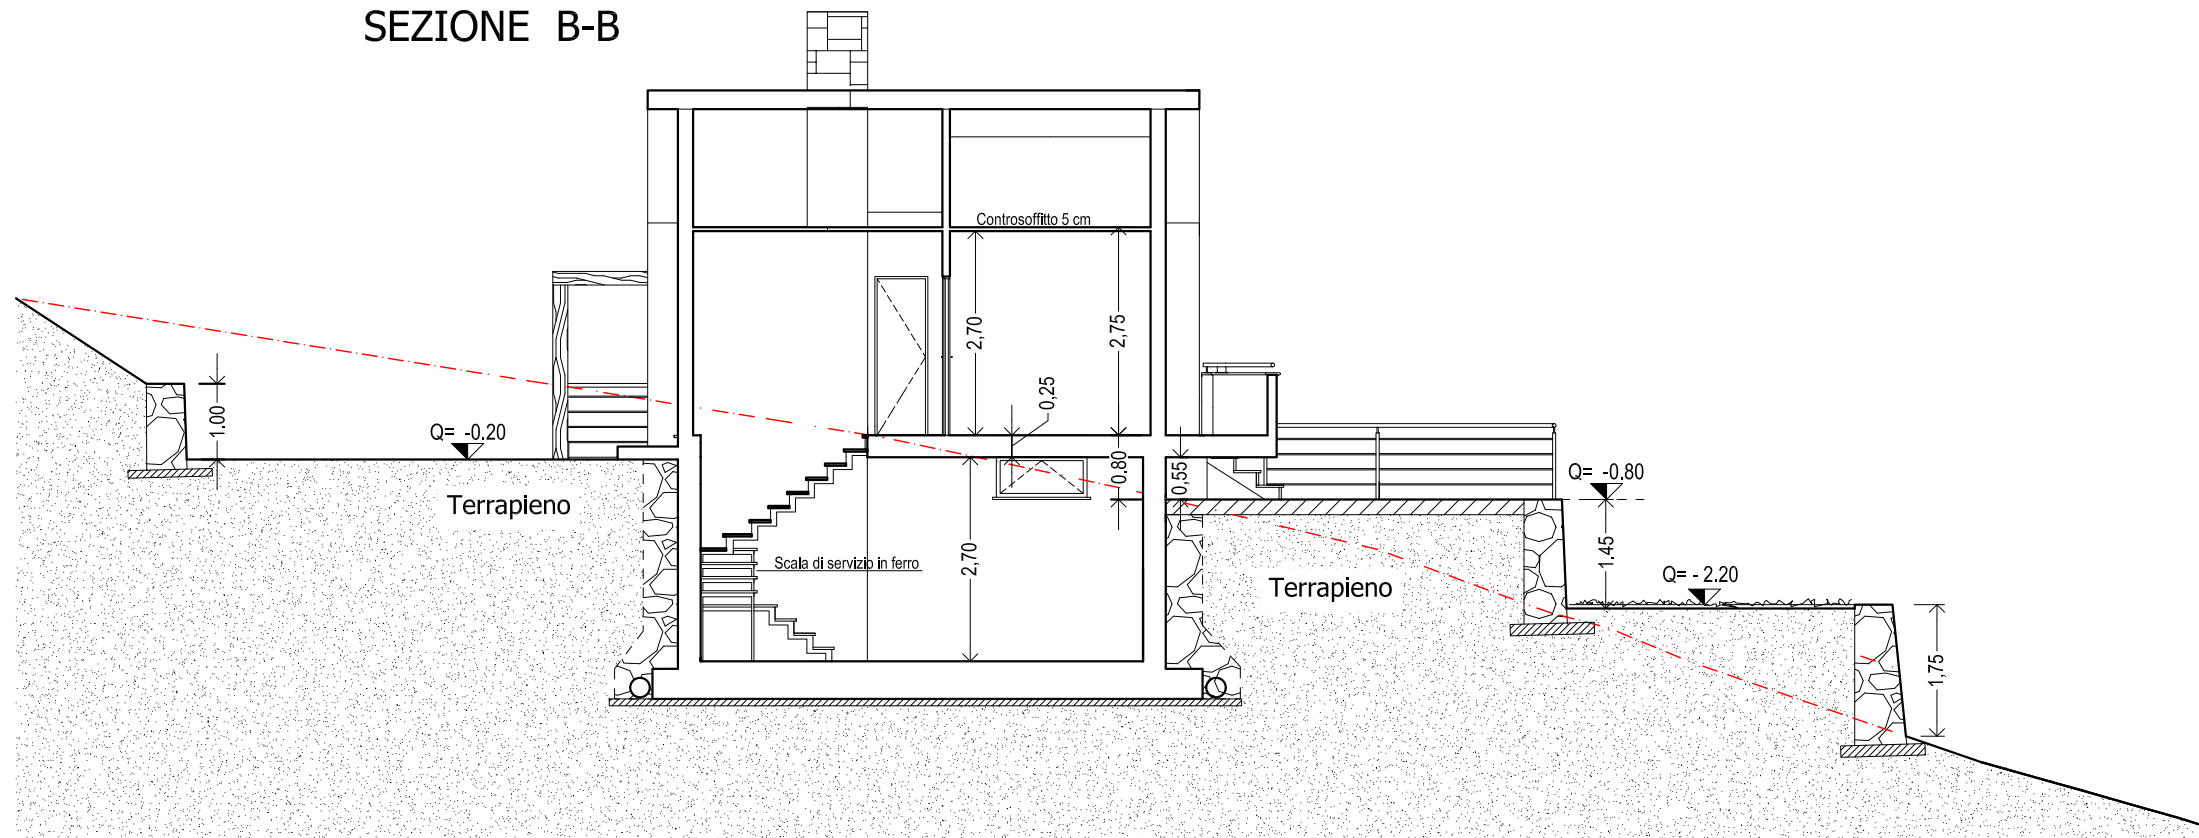 SEZIONE B-B
Controsoffitto 5 cm
2,70
2,75
0,25
1.00
Q= -0.20
0.80
0,55
Q= -0.80
Terrapieno
Scala di servizio in ferro
2,70
1.45
Q= - 2.20
Terrapieno
1,75